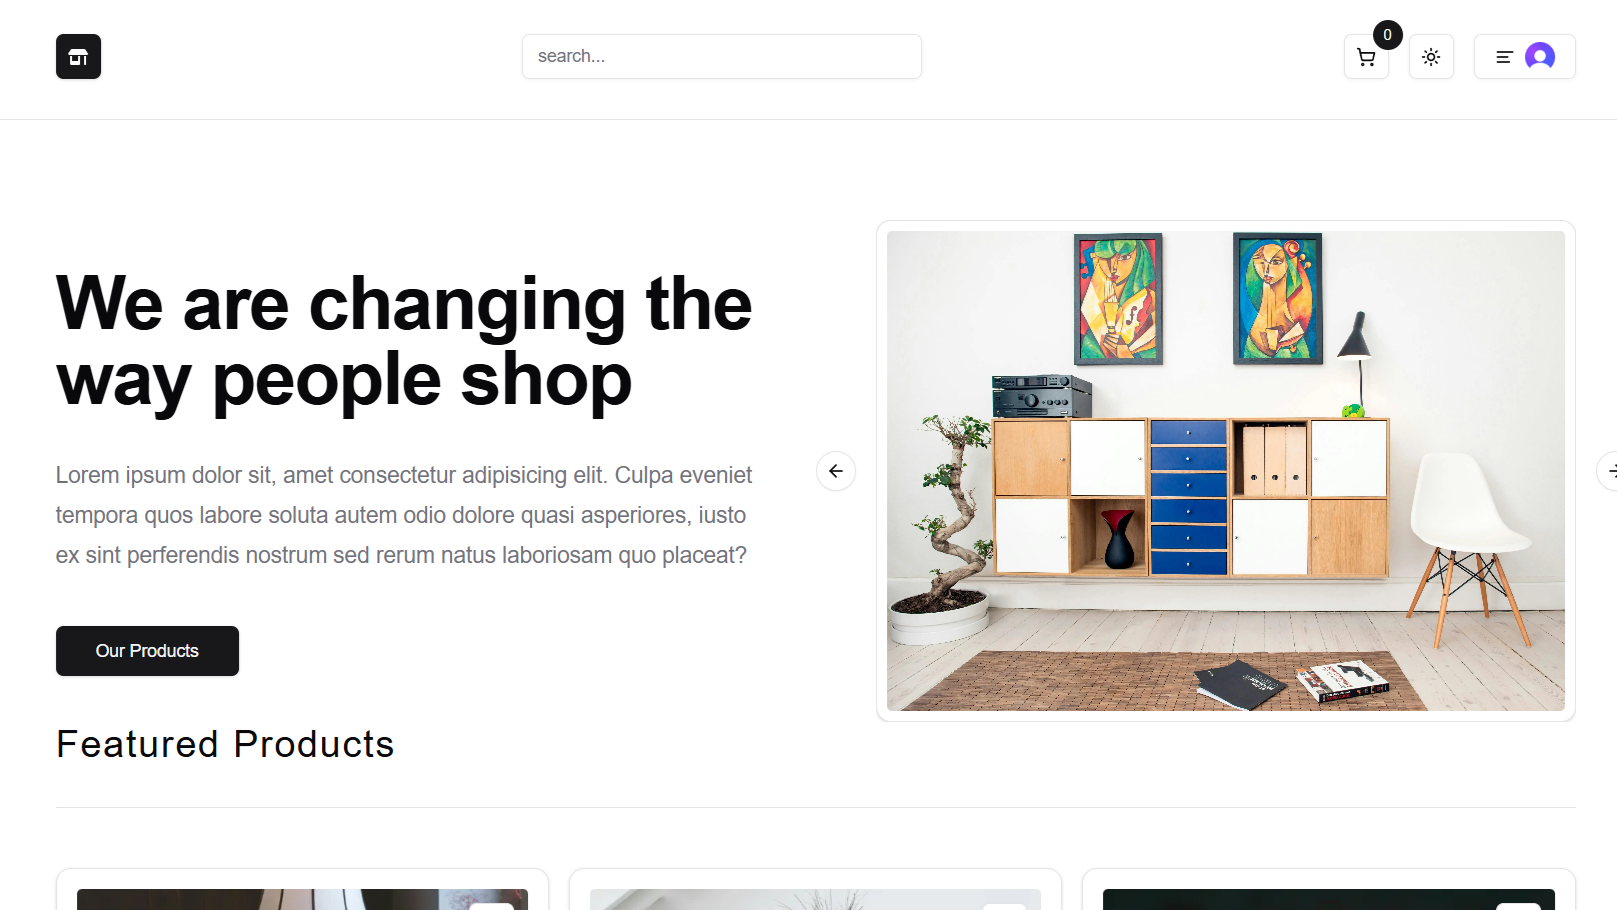 search...
0
We are changing the
way people shop
Lorem ipsum dolor sit, amet consectetur adipisicing elit. Culpa eveniet
tempora quos labore soluta autem odio dolore quasi asperiores, iusto
ex sint perferendis nostrum sed rerum natus laboriosam quo placeat?
Our Products
Featured Products